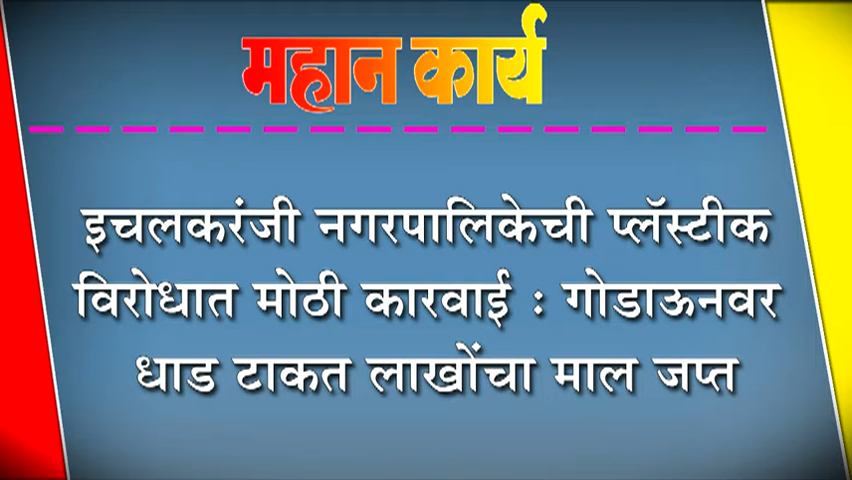 महान कार्य
इचलकरंजी नगरपालिकेची प्लॅस्टीक
विरोधात मोठी कारवाई : गोडाऊनवर
धाड टाकत लाखोंचा माल जप्त